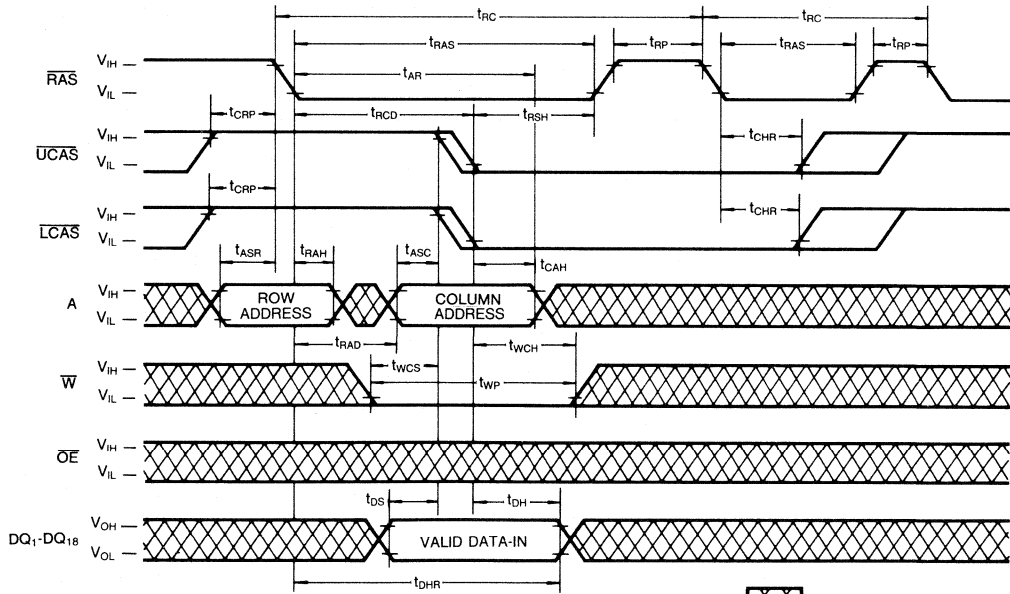 tRC tRC
tRAS tRP tRAS tRP
tAR
RAS VIH
VIL
tCRP tRCD tRSH
UCAS VIH
VIL
tCHR
tCRP
LCAS VIH
VIL
tCHR
tASR tRAH tASC tCAH
A VIH
VIL
ROW ADDRESS
COLUMN ADDRESS
tRAD tWCH
tWCS tWP
W VIH
VIL
OE VIH
VIL
tDS tDH
DQ1-DQ18 VOH
VOL
VALID DATA-IN
tDHR